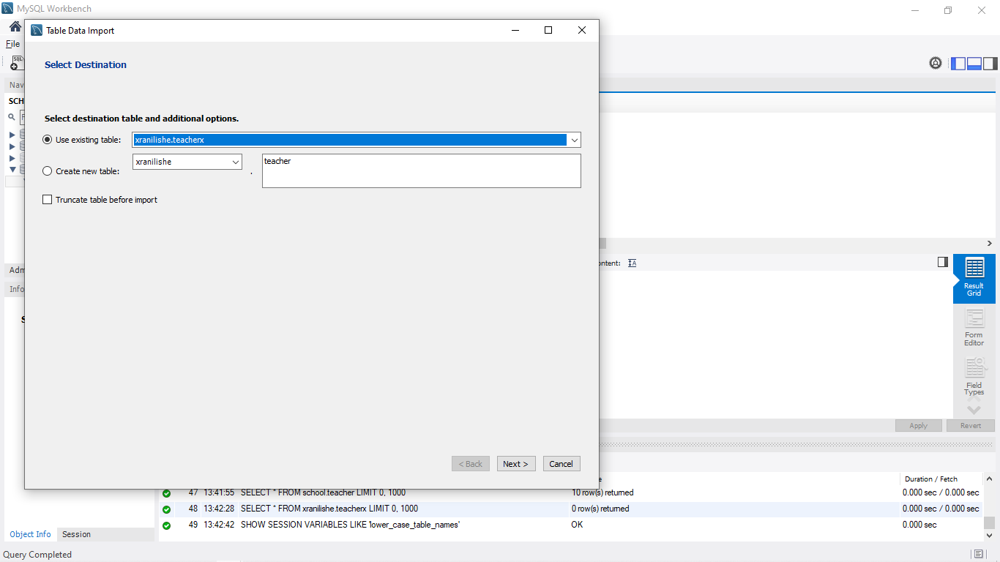 MySQL Workbench
Table Data Import
File
SQL
Select Destination
Nav
SCH
F
Select destination table and additional options.
Use existing table: xranilishe.teacherx
Create new table: xranilishe . teacher
Truncate table before import
Adm
ontent: ĪA
Info
Result
Grid
Form
Editor
Field
Types
Apply Revert
< Back Next > Cancel
e Duration / Fetch
47 13:41:55 SELECT * FROM school.teacher LIMIT 0, 1000 10 row(s) returned 0.000 sec / 0.000 sec
48 13:42:28 SELECT * FROM xranilishe.teacherx LIMIT 0, 1000 0 row(s) returned 0.000 sec / 0.000 sec
49 13:42:42 SHOW SESSION VARIABLES LIKE 'lower_case_table_names' OK 0.000 sec
Object Info Session
Query Completed